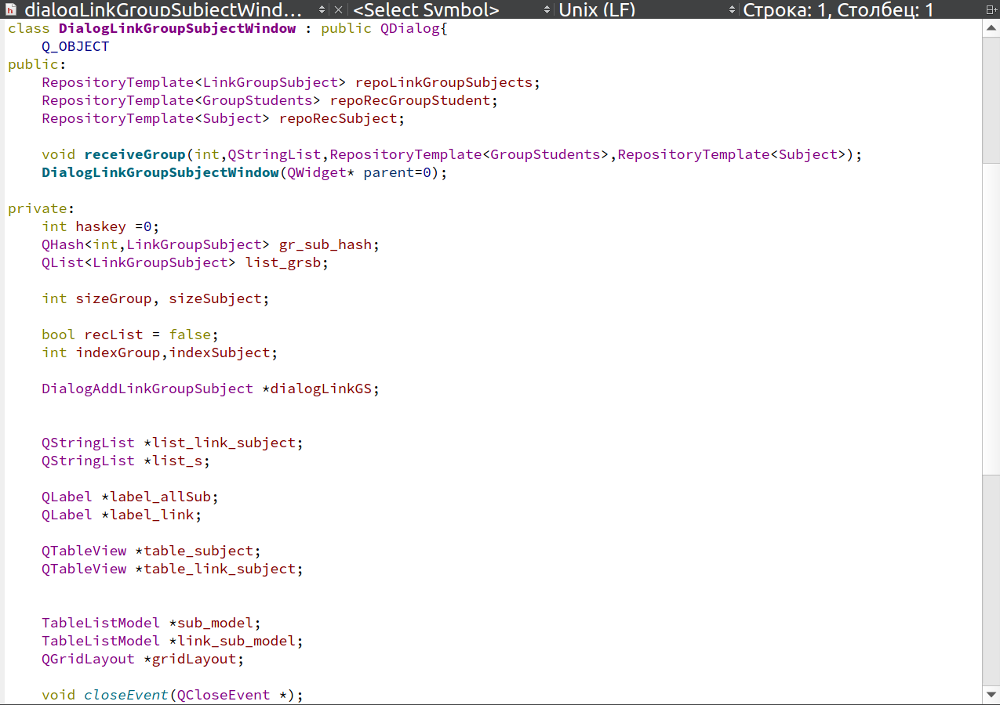 dialogLinkGroupSubjectWind... <Select Symbol> Unix (LF) Строка: 1, Столбец: 1
class DialogLinkGroupSubjectWindow : public QDialog{
    Q_OBJECT
public:
    RepositoryTemplate<LinkGroupSubject> repoLinkGroupSubjects;
    RepositoryTemplate<GroupStudents> repoRecGroupStudent;
    RepositoryTemplate<Subject> repoRecSubject;

    void receiveGroup(int,QStringList,RepositoryTemplate<GroupStudents>,RepositoryTemplate<Subject>);
    DialogLinkGroupSubjectWindow(QWidget* parent=0);

private:
    int haskey =0;
    QHash<int,LinkGroupSubject> gr_sub_hash;
    QList<LinkGroupSubject> list_grsb;

    int sizeGroup, sizeSubject;

    bool recList = false;
    int indexGroup,indexSubject;

    DialogAddLinkGroupSubject *dialogLinkGS;

    QStringList *list_link_subject;
    QStringList *list_s;

    QLabel *label_allSub;
    QLabel *label_link;

    QTableView *table_subject;
    QTableView *table_link_subject;

    TableListModel *sub_model;
    TableListModel *link_sub_model;
    QGridLayout *gridLayout;

    void closeEvent(QCloseEvent *);